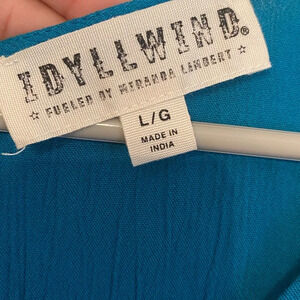 IDYLLWIND®
☆ FUELED BY MIRANDA LAMBERT ☆
L/G
MADE IN
INDIA